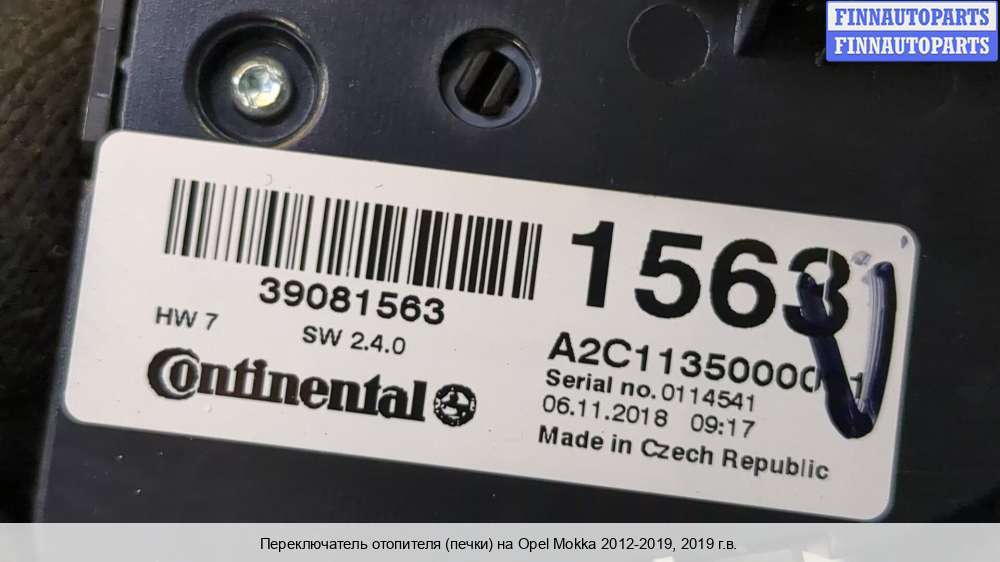 FINNAUTOPARTS
FINNAUTOPARTS
39081563
1563
HW 7
SW 2.4.0
Continental
Serial no. 0114541
06.11.2018 09:17
Made in Czech Republic
Переключатель отопителя (печки) на Opel Mokka 2012-2019, 2019 г.в.